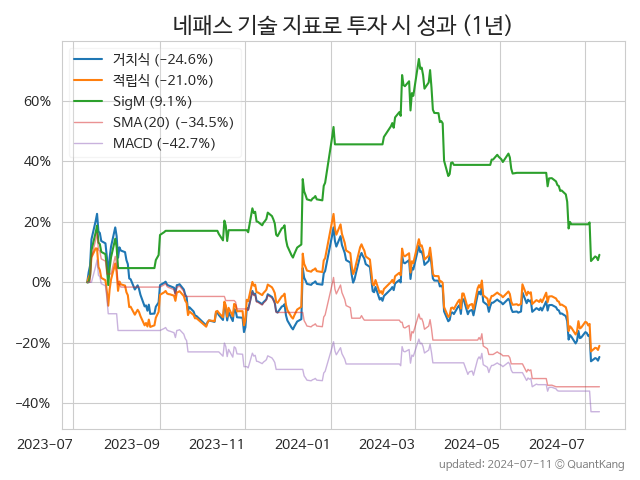 네패스 기술 지표로 투자 시 성과 (1년)
거치식 (−24.6%)
적립식 (−21.0%)
SigM (9.1%)
SMA(20) (−34.5%)
MACD (−42.7%)
60%
40%
20%
0%
−20%
−40%
2023-07 2023-09 2023-11 2024-01 2024-03 2024-05 2024-07
updated: 2024-07-11 © QuantKang